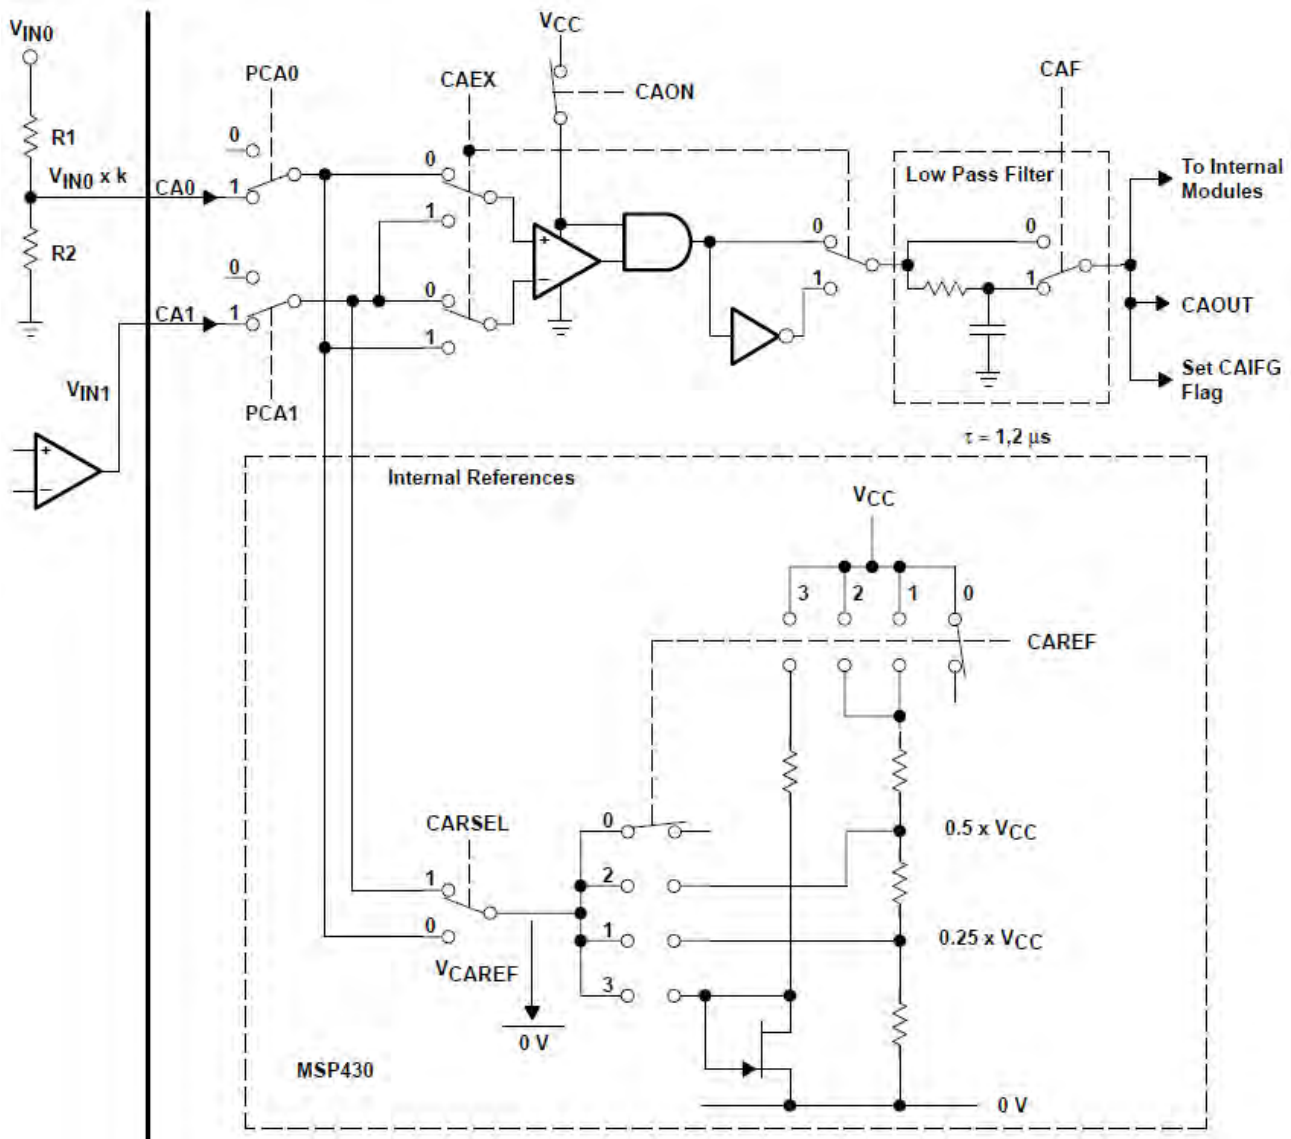 VIN0
VCC
PCA0
CAEX
CAON
CAF
R1
0
0
1
VIN0 x k
CA0
1
R2
0
1
CA1
0
1
0
1
Low Pass Filter
0
1
To Internal
Modules
CAOUT
Set CAIFG
Flag
VIN1
PCA1
+
−
+
−
τ = 1,2 µs
Internal References
VCC
3
2
1
0
CAREF
CARSEL
1
0
VCAREF
0 V
0
2
1
3
0.5 x VCC
0.25 x VCC
0 V
MSP430